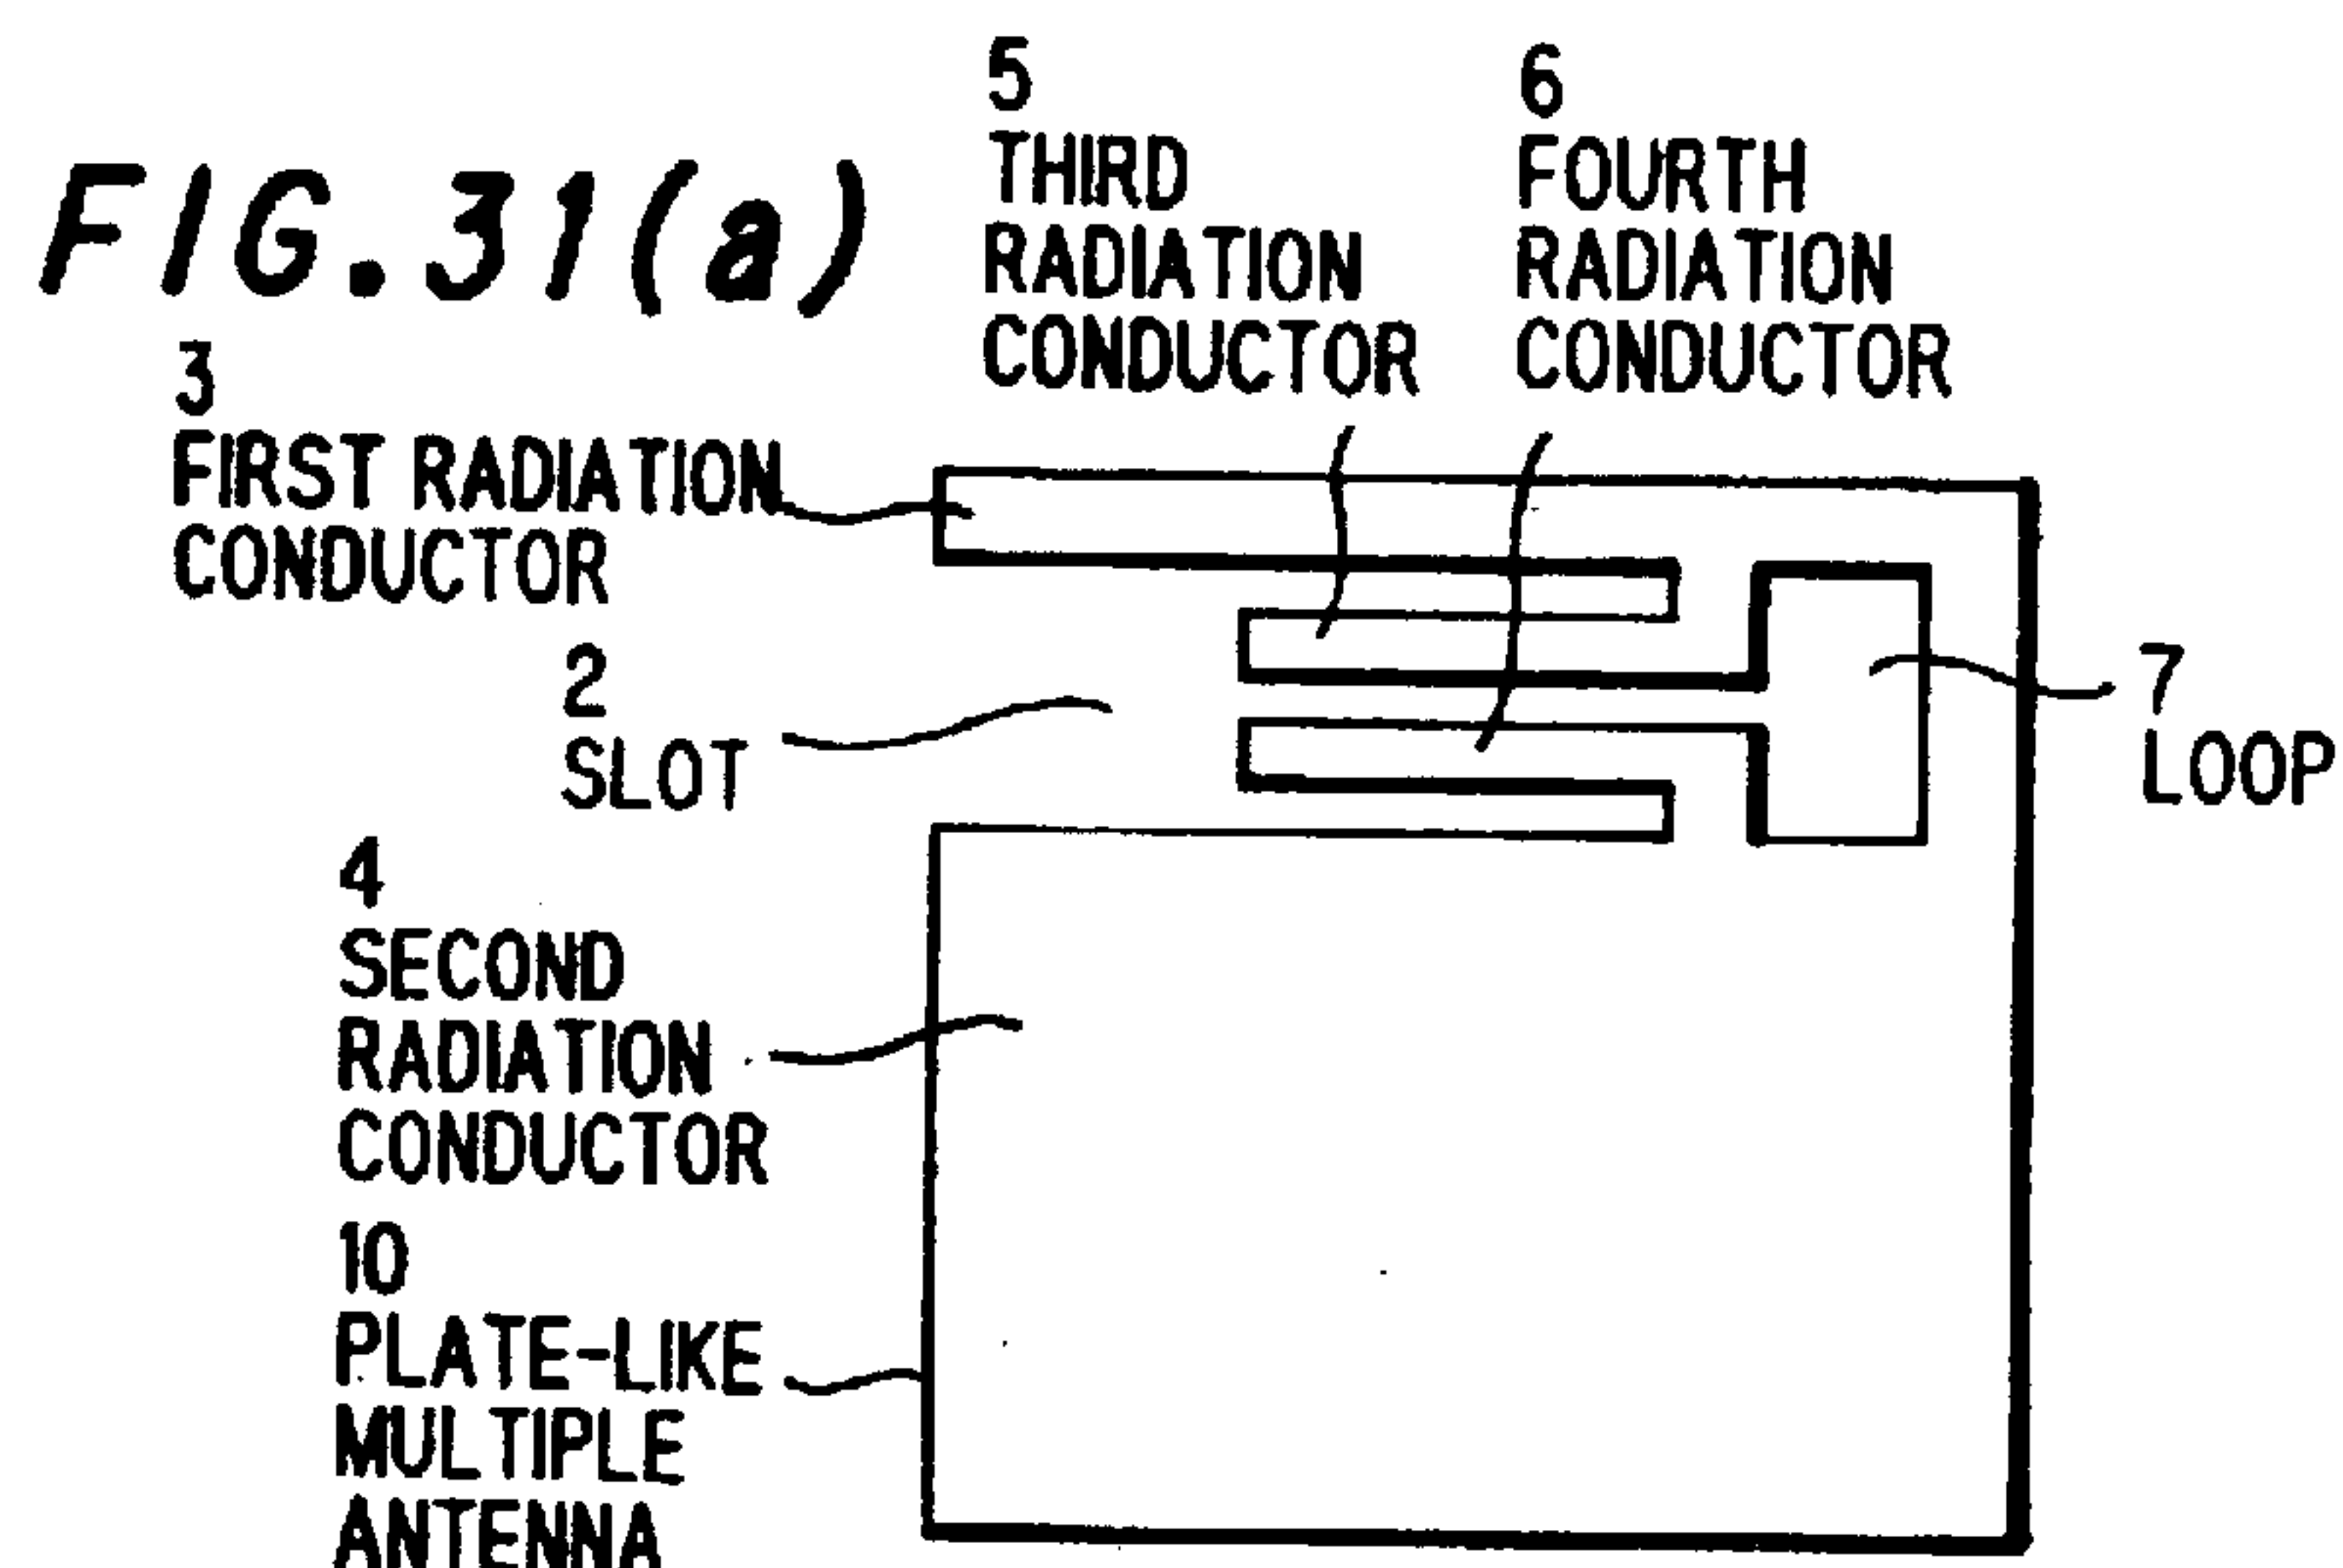 FIG.31(a)
5
THIRD
RADIATION
CONDUCTOR
6
FOURTH
RADIATION
CONDUCTOR
3
FIRST RADIATION
CONDUCTOR
2
SLOT
7
LOOP
4
SECOND
RADIATION
CONDUCTOR
10
PLATE-LIKE
MULTIPLE
ANTENNA